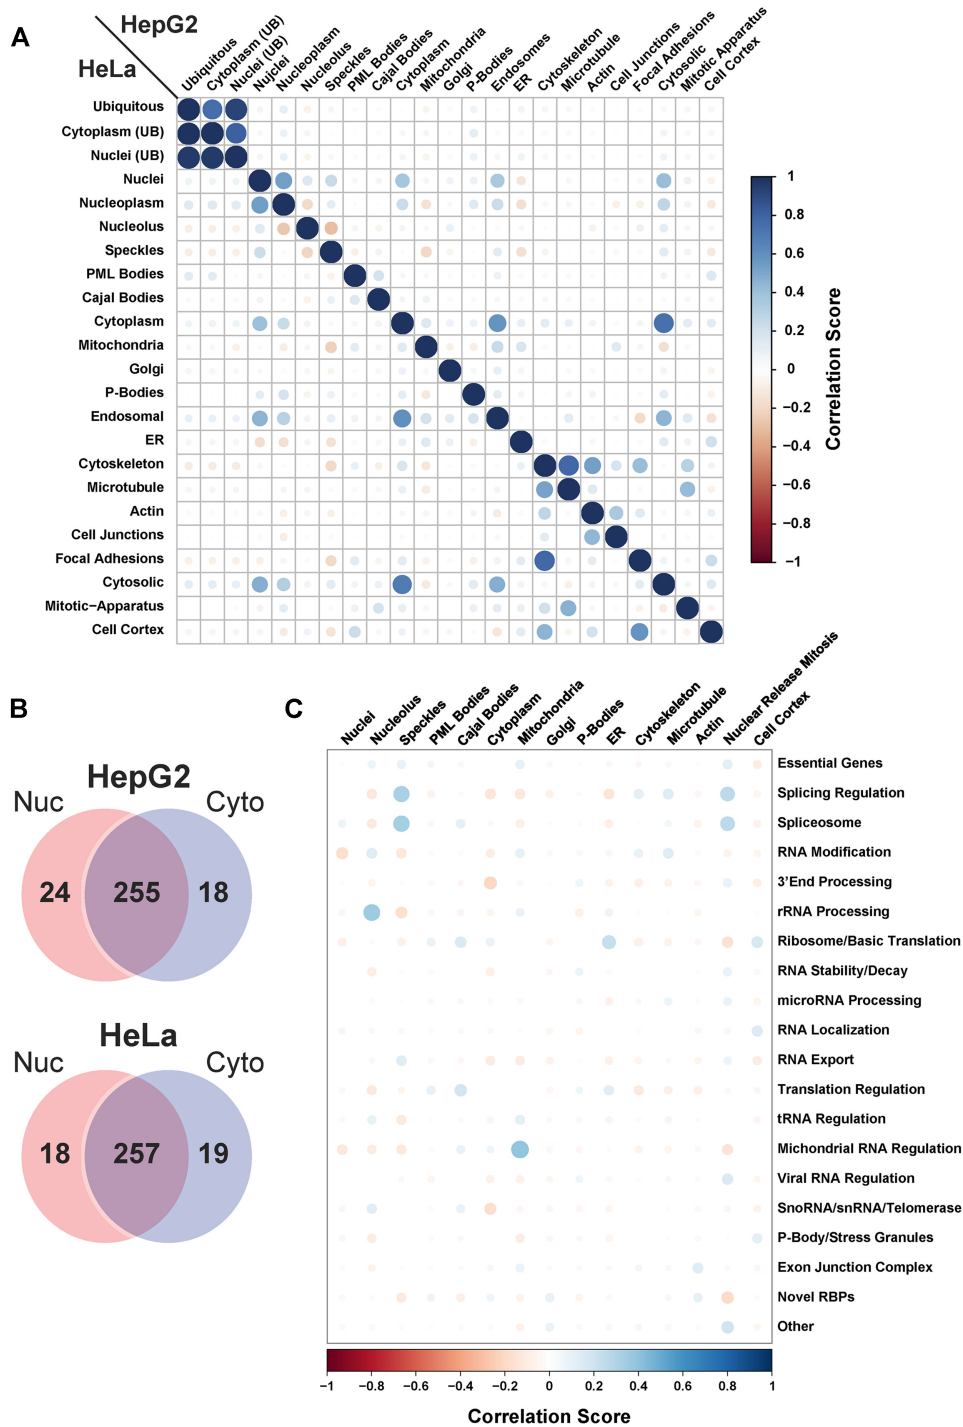 A
HepG2
HeLa
Ubiquitous
Cytoplasm (UB)
Nuclei (UB)
Nulclei
Nucleoplasm
Nucleolus
Speckles
PML Bodies
Cajal Bodies
Cytoplasm
Mitochondria
Golgi
P-Bodies
Endosomes
ER
Cytoskeleton
Microtubule
Actin
Cell Junctions
Focal Adhesions
Cytosolic
Mitotic Apparatus
Cell Cortex
Ubiquitous
Cytoplasm (UB)
Nuclei (UB)
Nuclei
Nucleoplasm
Nucleolus
Speckles
PML Bodies
Cajal Bodies
Cytoplasm
Mitochondria
Golgi
P-Bodies
Endosomal
ER
Cytoskeleton
Microtubule
Actin
Cell Junctions
Focal Adhesions
Cytosolic
Mitotic−Apparatus
Cell Cortex
1
0.8
0.6
0.4
0.2
0
−0.2
−0.4
−0.6
−0.8
−1
Correlation Score
B
HepG2
Nuc
Cyto
24
255
18
HeLa
Nuc
Cyto
18
257
19
C
Nuclei
Nucleolus
Speckles
PML Bodies
Cajal Bodies
Cytoplasm
Mitochondria
Golgi
P-Bodies
ER
Cytoskeleton
Microtubule
Actin
Nuclear Release Mitosis
Cell Cortex
Essential Genes
Splicing Regulation
Spliceosome
RNA Modification
3'End Processing
rRNA Processing
Ribosome/Basic Translation
RNA Stability/Decay
microRNA Processing
RNA Localization
RNA Export
Translation Regulation
tRNA Regulation
Michondrial RNA Regulation
Viral RNA Regulation
SnoRNA/snRNA/Telomerase
P-Body/Stress Granules
Exon Junction Complex
Novel RBPs
Other
−1 −0.8 −0.6 −0.4 −0.2 0 0.2 0.4 0.6 0.8 1
Correlation Score